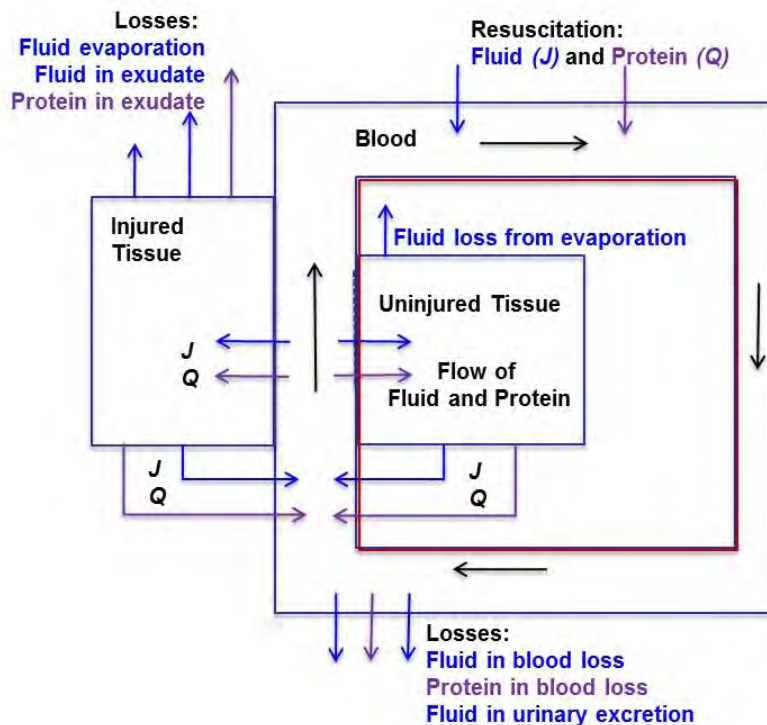 Losses:
Fluid evaporation
Fluid in exudate
Protein in exudate
Resuscitation:
Fluid (J) and Protein (Q)
Blood
Injured
Tissue
Fluid loss from evaporation
Uninjured Tissue
J
Q
Flow of
Fluid and Protein
J
Q
J
Q
Losses:
Fluid in blood loss
Protein in blood loss
Fluid in urinary excretion